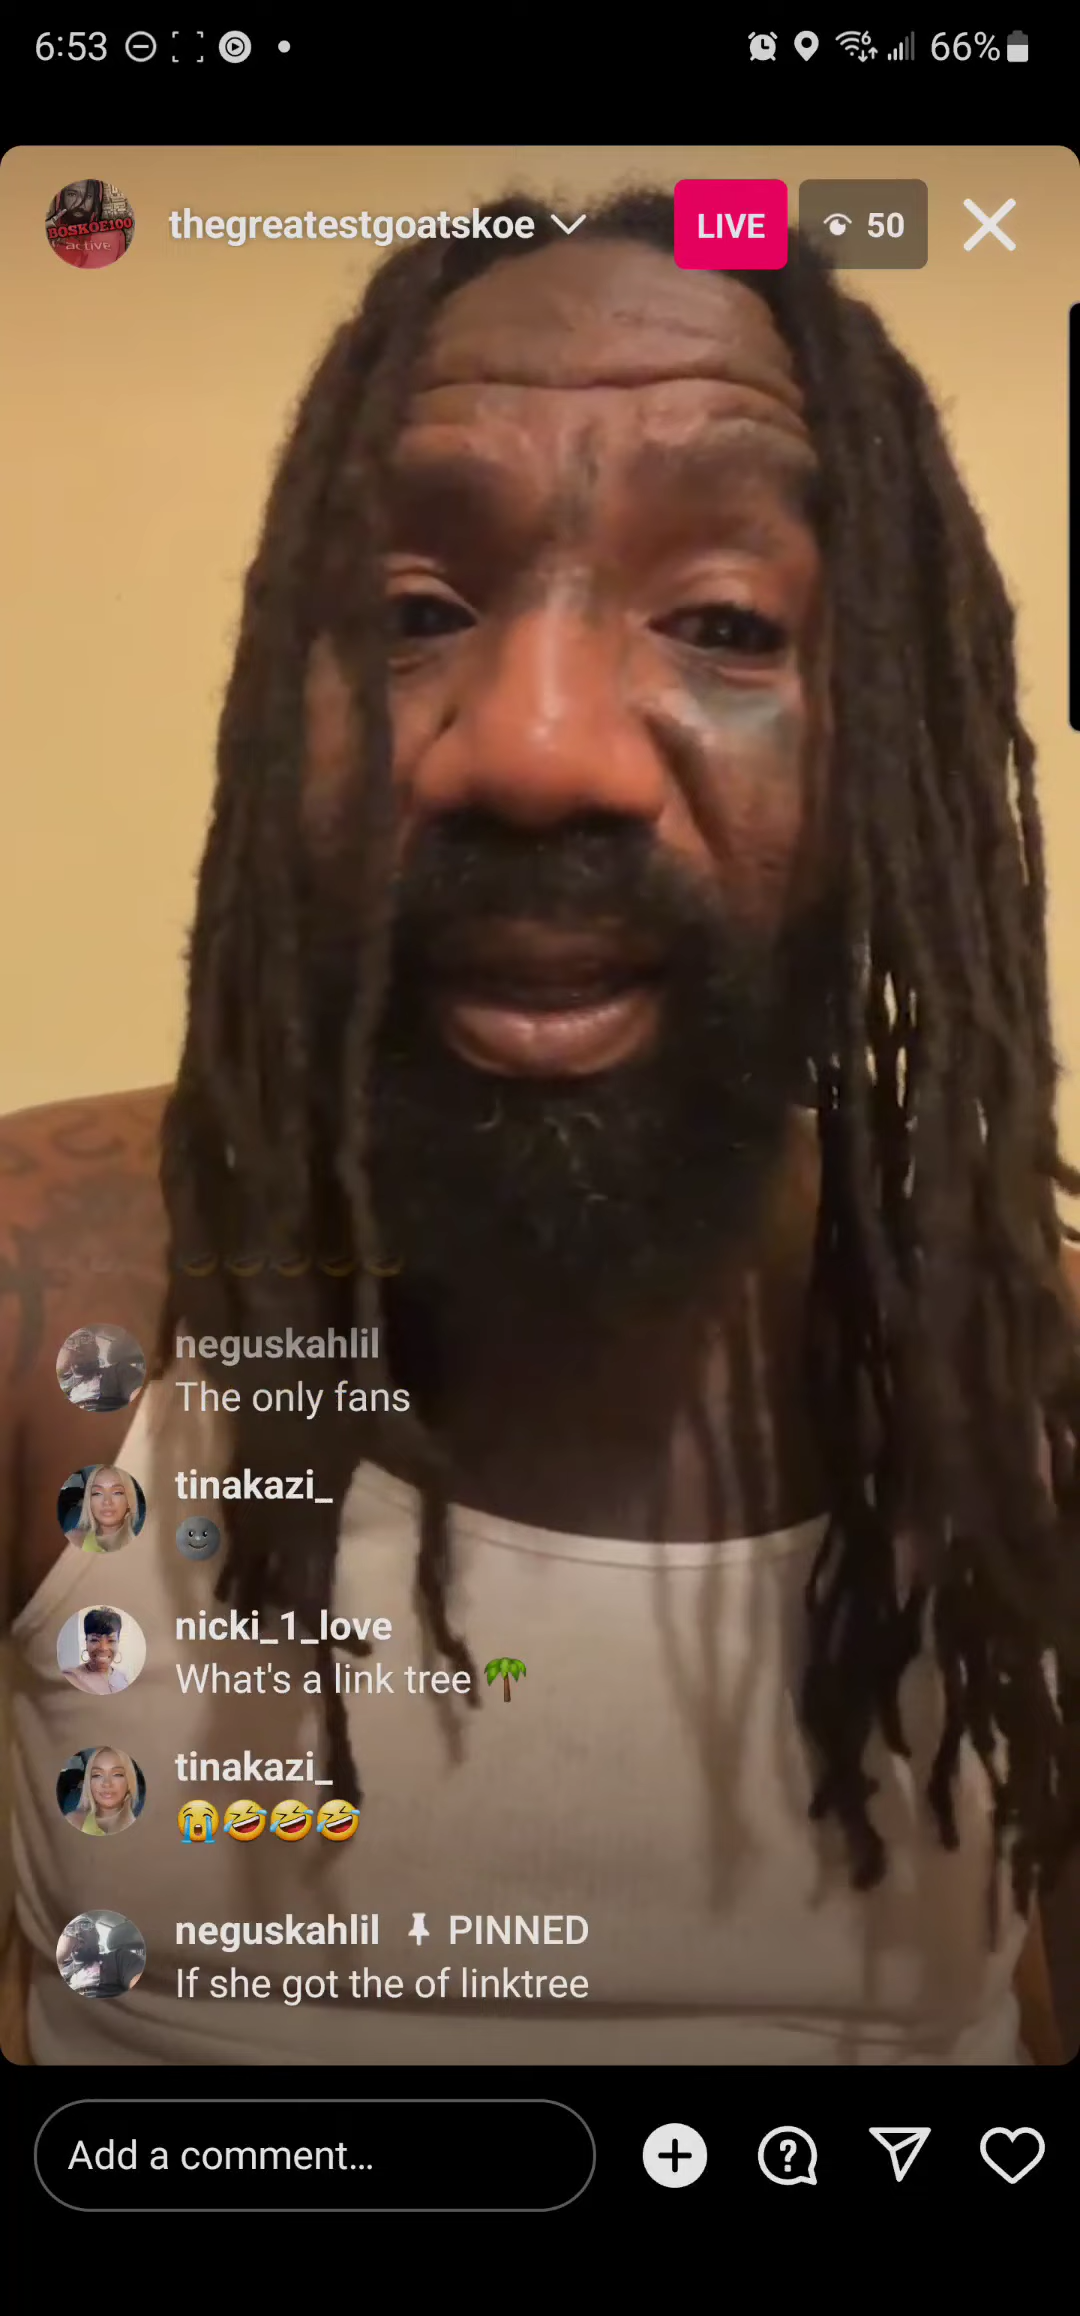 6:53
66%
BOSKOE100
active
thegreatestgoatskoe
LIVE
50
neguskahlil
The only fans
tinakazi_
🌚
nicki_1_love
What's a link tree 🌴
tinakazi_
😭🤣🤣🤣
neguskahlil PINNED
If she got the of linktree
Add a comment...